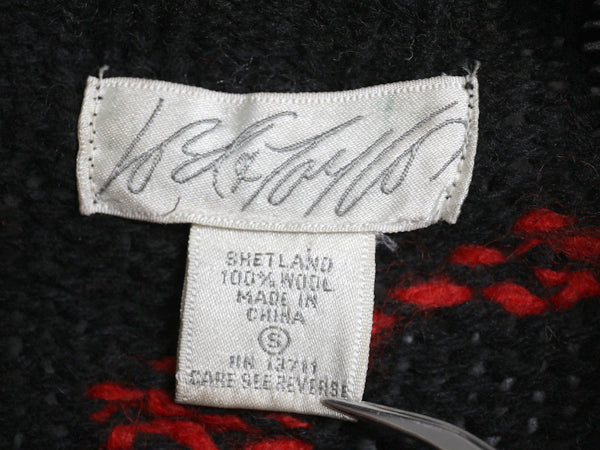 Lord & Taylor
SHETLAND
100% WOOL
MADE IN
CHINA
S
RN 13711
CARE SEE REVERSE